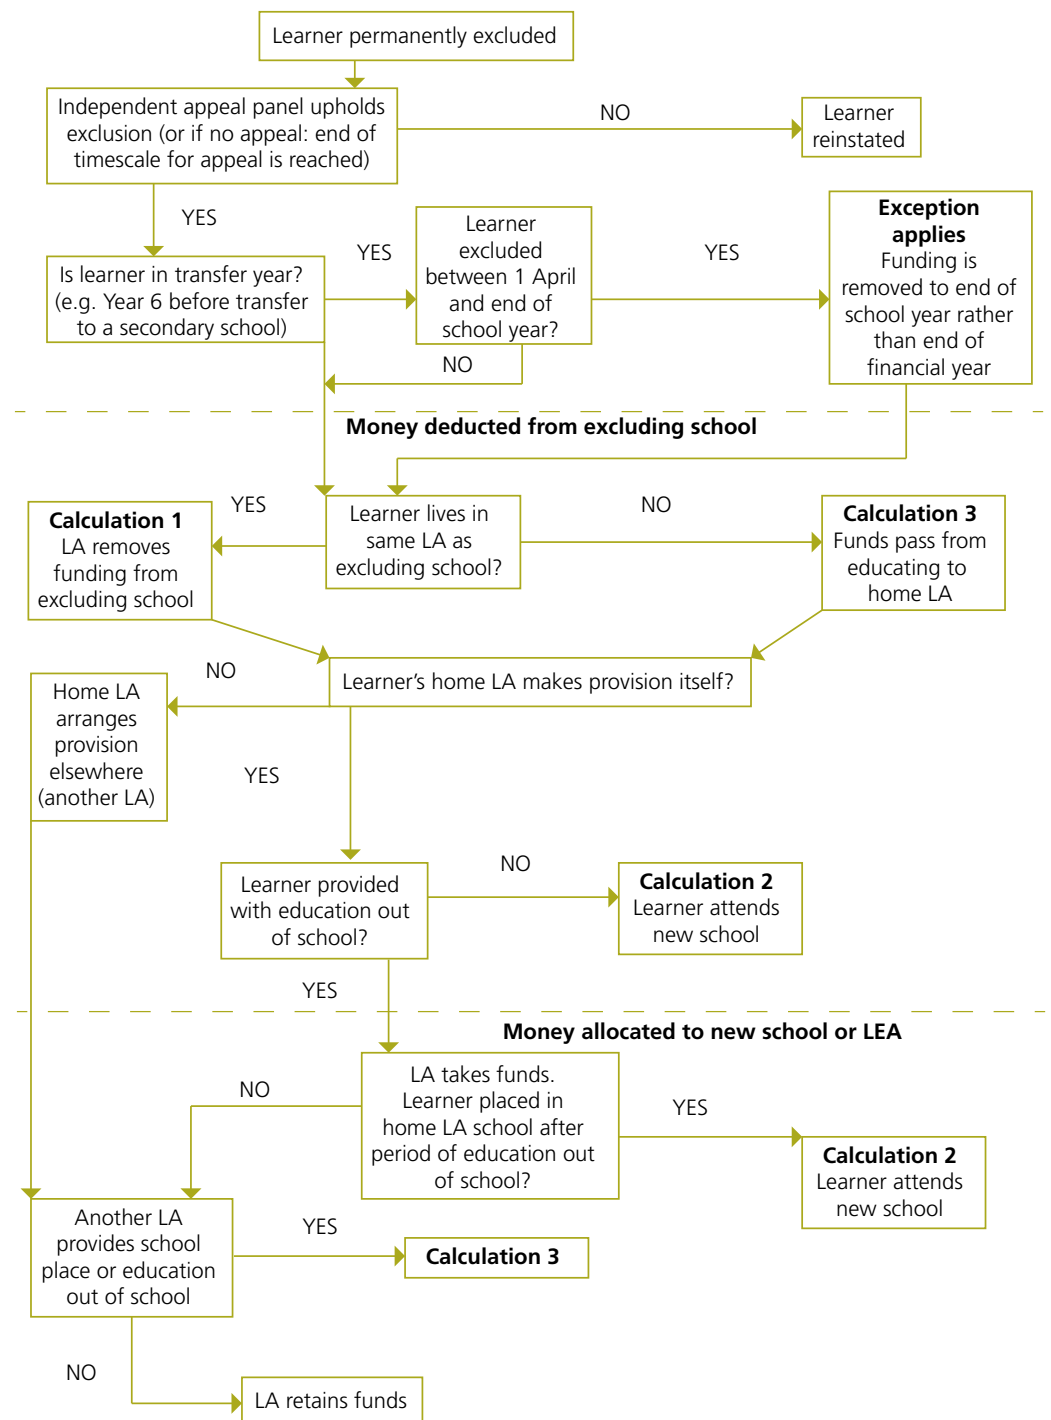 Learner permanently excluded
Independent appeal panel upholds
exclusion (or if no appeal: end of
timescale for appeal is reached)
NO
Learner
reinstated
YES
Is learner in transfer year?
(e.g. Year 6 before transfer
to a secondary school)
YES
Learner
excluded
between 1 April
and end of
school year?
YES
Exception
applies
Funding is
removed to end of
school year rather
than end of
financial year
NO
Money deducted from excluding school
Calculation 1
LA removes
funding from
excluding school
YES
Learner lives in
same LA as
excluding school?
NO
Calculation 3
Funds pass from
educating to
home LA
Home LA
arranges
provision
elsewhere
(another LA)
NO
Learner's home LA makes provision itself?
YES
Learner provided
with education out
of school?
NO
Calculation 2
Learner attends
new school
YES
Money allocated to new school or LEA
NO
LA takes funds.
Learner placed in
home LA school after
period of education out
of school?
YES
Calculation 2
Learner attends
new school
Another LA
provides school
place or education
out of school
YES
Calculation 3
NO
LA retains funds